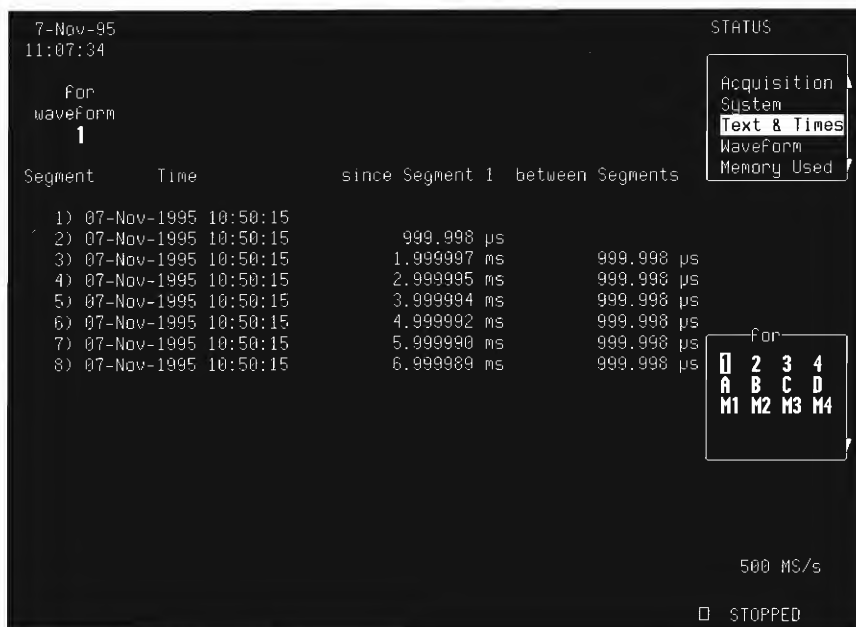 7-Nov-95
11:07:34
STATUS
for
waveform
1
Acquisition
System
Text & Times
Waveform
Memory Used
Segment Time since Segment 1 between Segments
1) 07-Nov-1995 10:50:15
2) 07-Nov-1995 10:50:15 999.998 µs
3) 07-Nov-1995 10:50:15 1.999997 ms 999.998 µs
4) 07-Nov-1995 10:50:15 2.999995 ms 999.998 µs
5) 07-Nov-1995 10:50:15 3.999994 ms 999.998 µs
6) 07-Nov-1995 10:50:15 4.999992 ms 999.998 µs
7) 07-Nov-1995 10:50:15 5.999990 ms 999.998 µs
8) 07-Nov-1995 10:50:15 6.999989 ms 999.998 µs
for
1 2 3 4
A B C D
M1 M2 M3 M4
500 MS/s
STOPPED